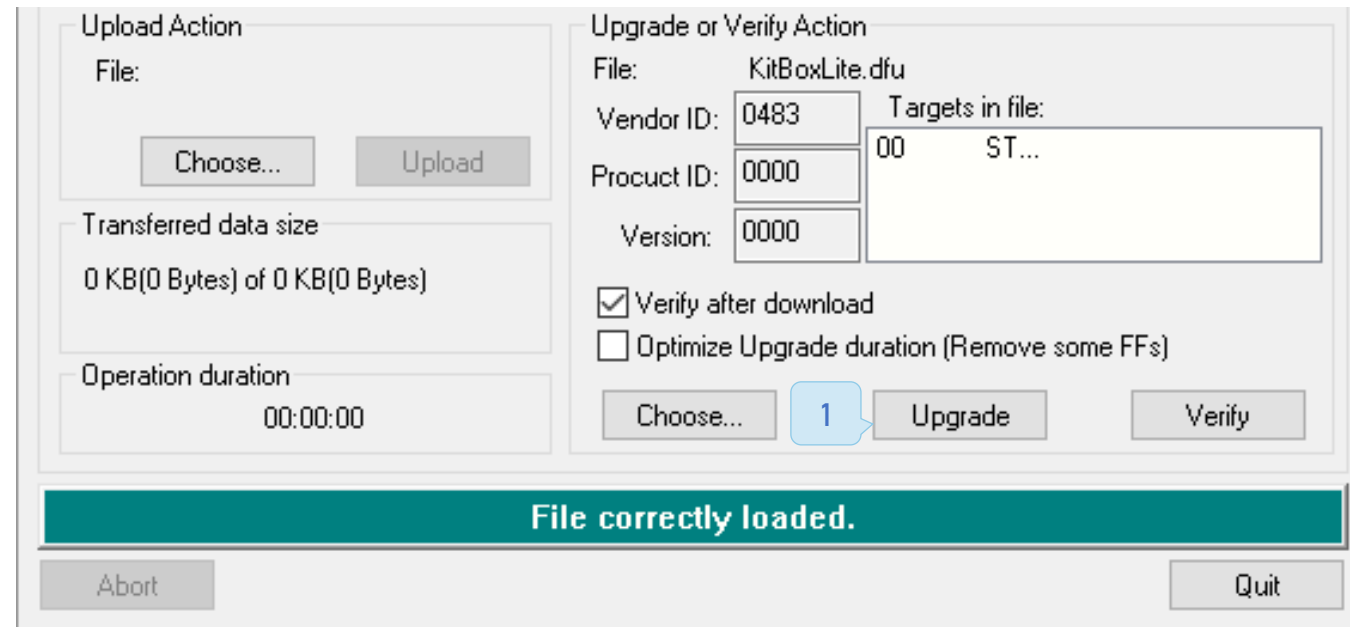 Upload Action
File:
Choose...
Upload
Transferred data size
0 KB(0 Bytes) of 0 KB(0 Bytes)
Operation duration
00:00:00
Upgrade or Verify Action
File: KitBoxLite.dfu
Vendor ID: 0483
Procuct ID: 0000
Version: 0000
Targets in file:
00 ST...
Verify after download
Optimize Upgrade duration (Remove some FFs)
Choose...
1
Upgrade
Verify
File correctly loaded.
Abort
Quit